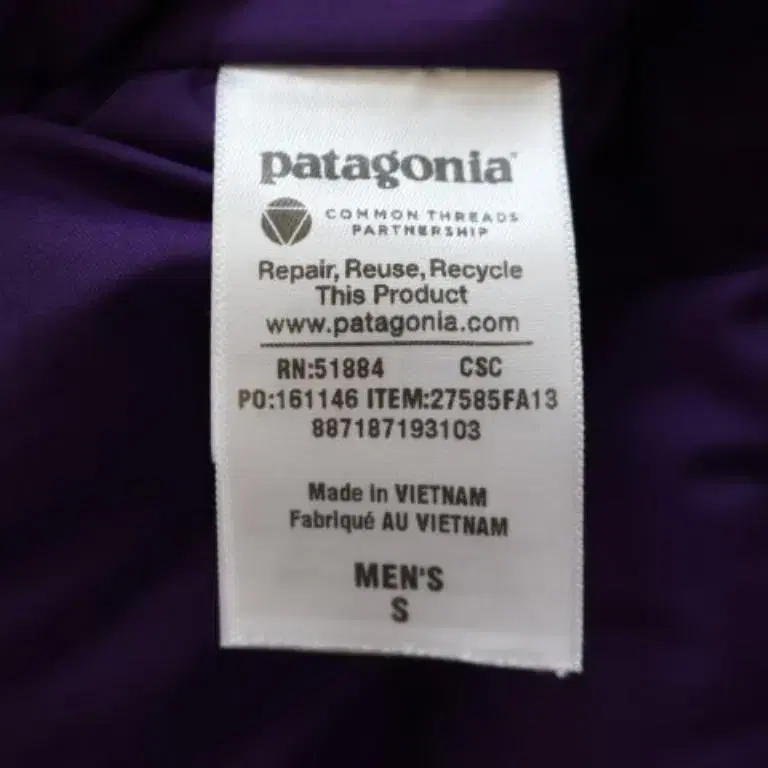 patagonia
COMMON THREADS
PARTNERSHIP
Repair, Reuse, Recycle
This Product
www.patagonia.com
RN:51884 CSC
PO:161146 ITEM:27585FA13
887187193103
Made in VIETNAM
Fabriqué AU VIETNAM
MEN'S
S